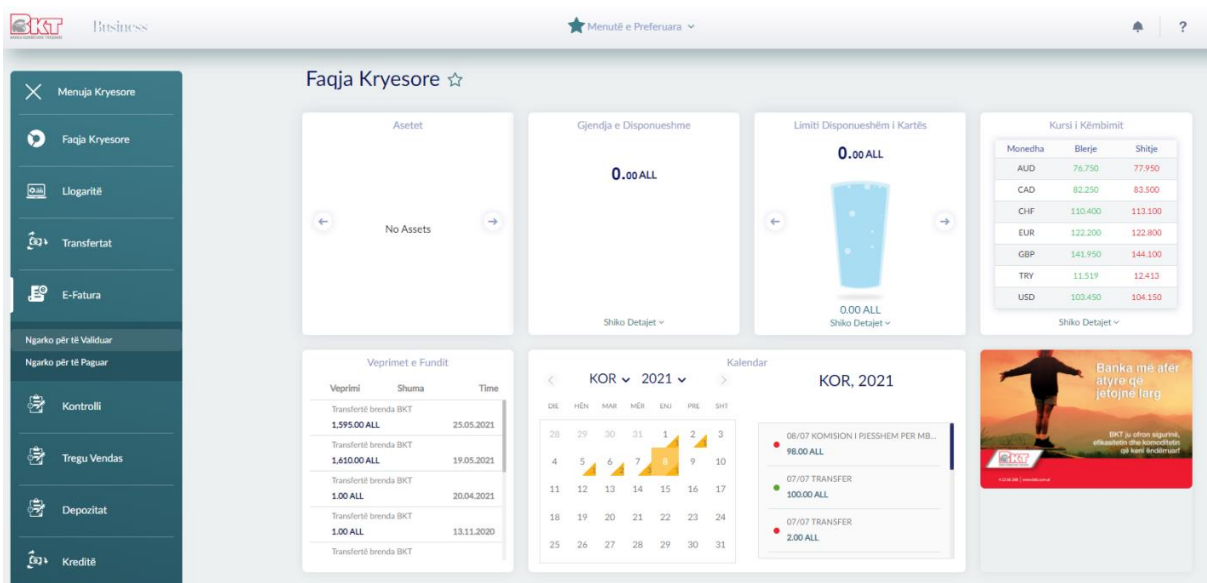 BKT
Business
Menutë e Preferuara
?
Menuja Kryesore
Faqja Kryesore
Llogaritë
Transfertat
E-Fatura
Ngarko për të Validuar
Ngarko për të Paguar
Kontrolli
Tregu Vendas
Depozitat
Kreditë
Faqja Kryesore
Asetet
No Assets
Gjendja e Disponueshme
0.00 ALL
Shiko Detajet
Limiti Disponueshëm i Kartës
0.00 ALL
0.00 ALL
Shiko Detajet
Kursi i Këmbimit
Monedha Blerje Shitje
AUD 76.750 77.950
CAD 82.250 83.500
CHF 110.400 113.100
EUR 122.200 122.800
GBP 141.950 144.100
TRY 11.519 12.413
USD 103.450 104.150
Shiko Detajet
Veprimet e Fundit
Veprimi Shuma Time
Transfertë brenda BKT
1,595.00 ALL 25.05.2021
Transfertë brenda BKT
1,610.00 ALL 19.05.2021
Transfertë brenda BKT
1.00 ALL 20.04.2021
Transfertë brenda BKT
1.00 ALL 13.11.2020
Transfertë brenda BKT
Kalendar
KOR 2021
DIE HËN MAR MËR ENJ PRE SHT
28 29 30 31 1 2 3
4 5 6 7 8 9 10
11 12 13 14 15 16 17
18 19 20 21 22 23 24
25 26 27 28 29 30 31
KOR, 2021
08/07 KOMISION I PJESSHEM PER MB...
98.00 ALL
07/07 TRANSFER
100.00 ALL
07/07 TRANSFER
2.00 ALL
Banka më afër
atyre që
jetojnë larg
BKT ju ofron sigurinë,
efikasitetin dhe komoditetin
që keni ëndërruar!
BKT